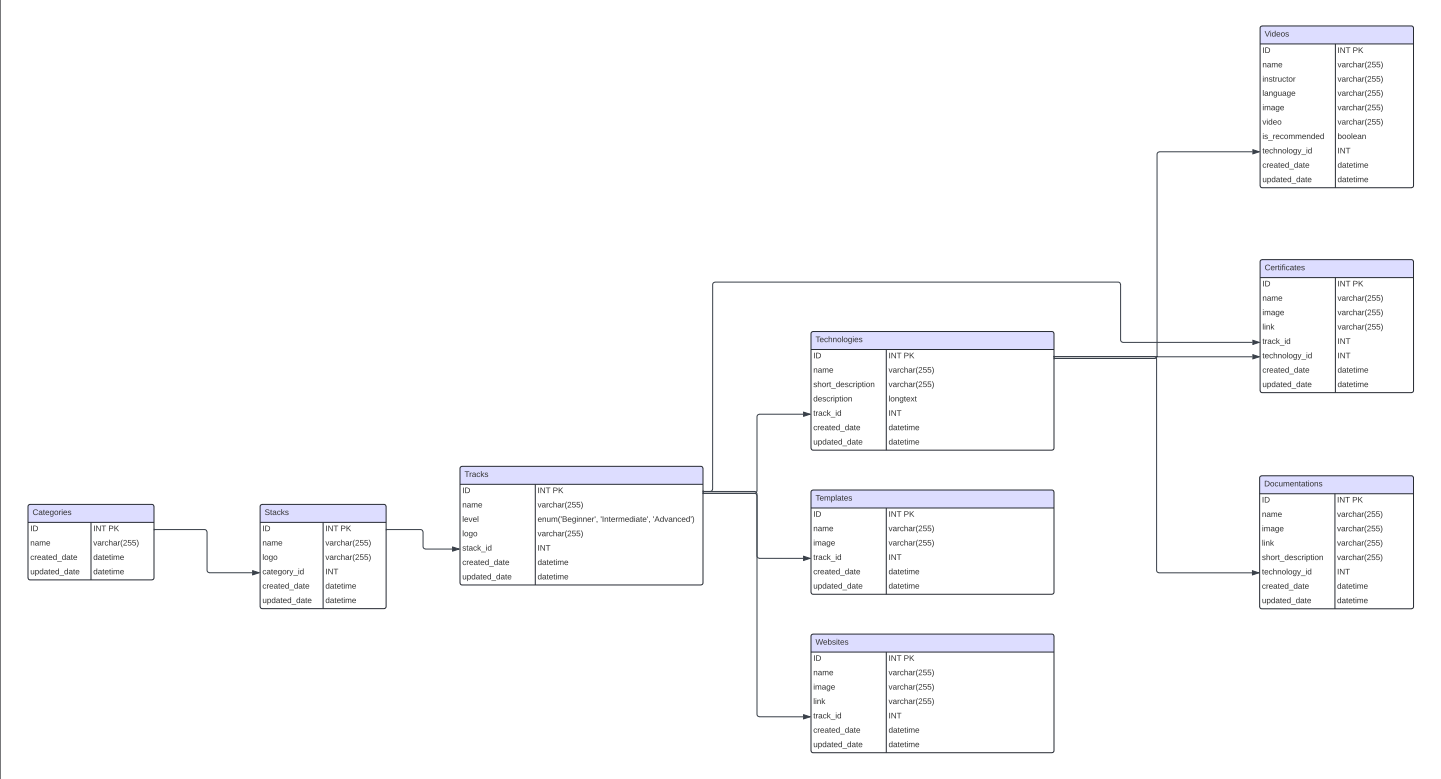 Videos
ID INT PK
name varchar(255)
instructor varchar(255)
language varchar(255)
image varchar(255)
video varchar(255)
is_recommended boolean
technology_id INT
created_date datetime
updated_date datetime
Certificates
ID INT PK
name varchar(255)
image varchar(255)
link varchar(255)
track_id INT
technology_id INT
created_date datetime
updated_date datetime
Technologies
ID INT PK
name varchar(255)
short_description varchar(255)
description longtext
track_id INT
created_date datetime
updated_date datetime
Tracks
ID INT PK
name varchar(255)
level enum('Beginner', 'Intermediate', 'Advanced')
logo varchar(255)
stack_id INT
created_date datetime
updated_date datetime
Categories
ID INT PK
name varchar(255)
created_date datetime
updated_date datetime
Stacks
ID INT PK
name varchar(255)
logo varchar(255)
category_id INT
created_date datetime
updated_date datetime
Templates
ID INT PK
name varchar(255)
image varchar(255)
track_id INT
created_date datetime
updated_date datetime
Documentations
ID INT PK
name varchar(255)
image varchar(255)
link varchar(255)
short_description varchar(255)
technology_id INT
created_date datetime
updated_date datetime
Websites
ID INT PK
name varchar(255)
image varchar(255)
link varchar(255)
track_id INT
created_date datetime
updated_date datetime